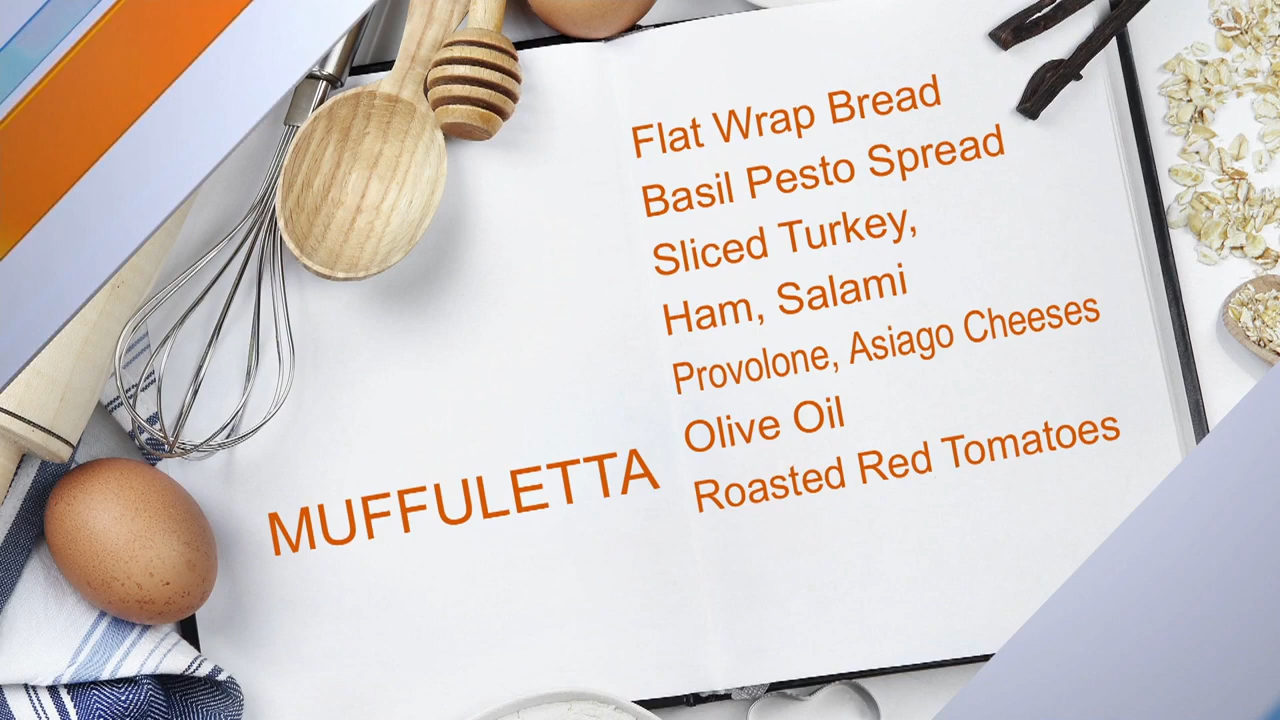 MUFFULETTA
Flat Wrap Bread
Basil Pesto Spread
Sliced Turkey,
Ham, Salami
Provolone, Asiago Cheeses
Olive Oil
Roasted Red Tomatoes